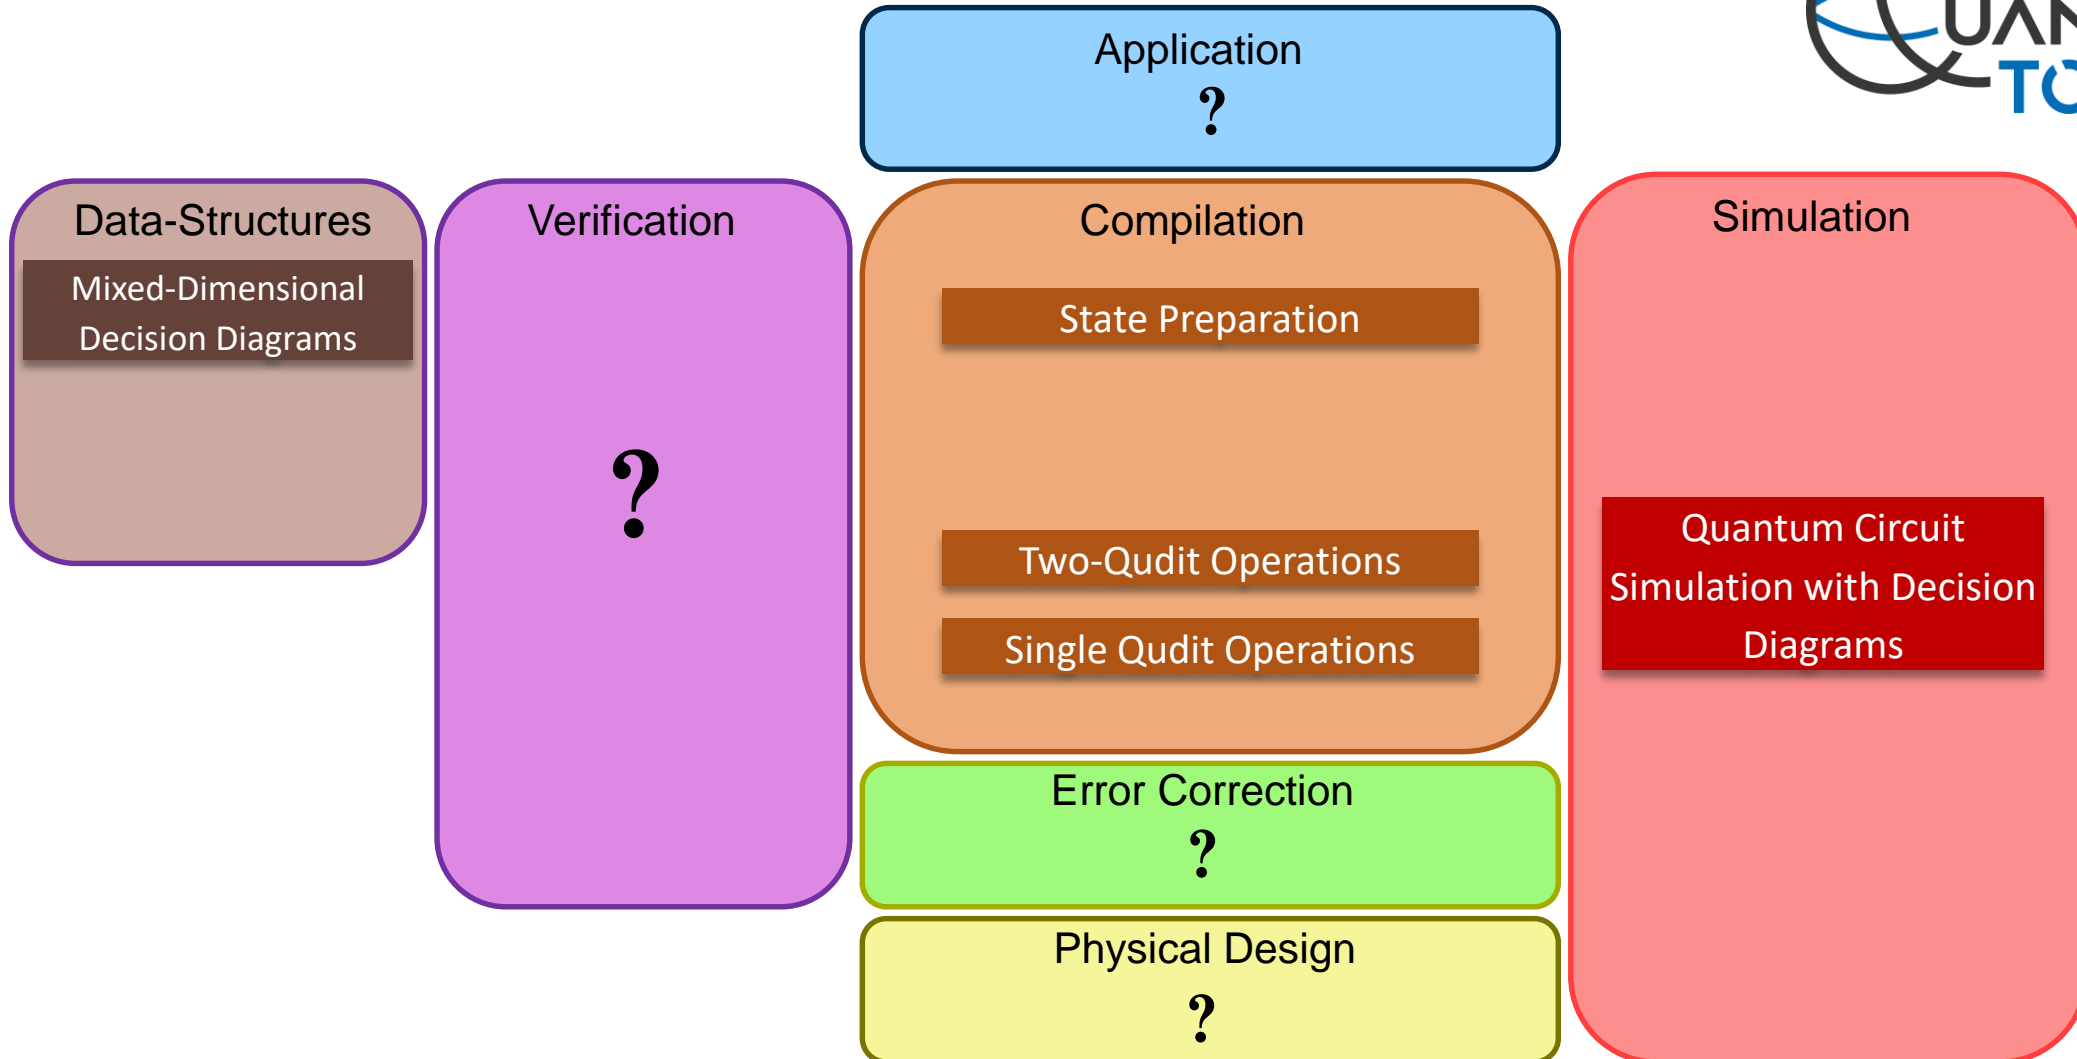 Application
?
Data-Structures
Mixed-Dimensional
Decision Diagrams
Verification
?
Compilation
State Preparation
Two-Qudit Operations
Single Qudit Operations
Simulation
Quantum Circuit
Simulation with Decision
Diagrams
Error Correction
?
Physical Design
?